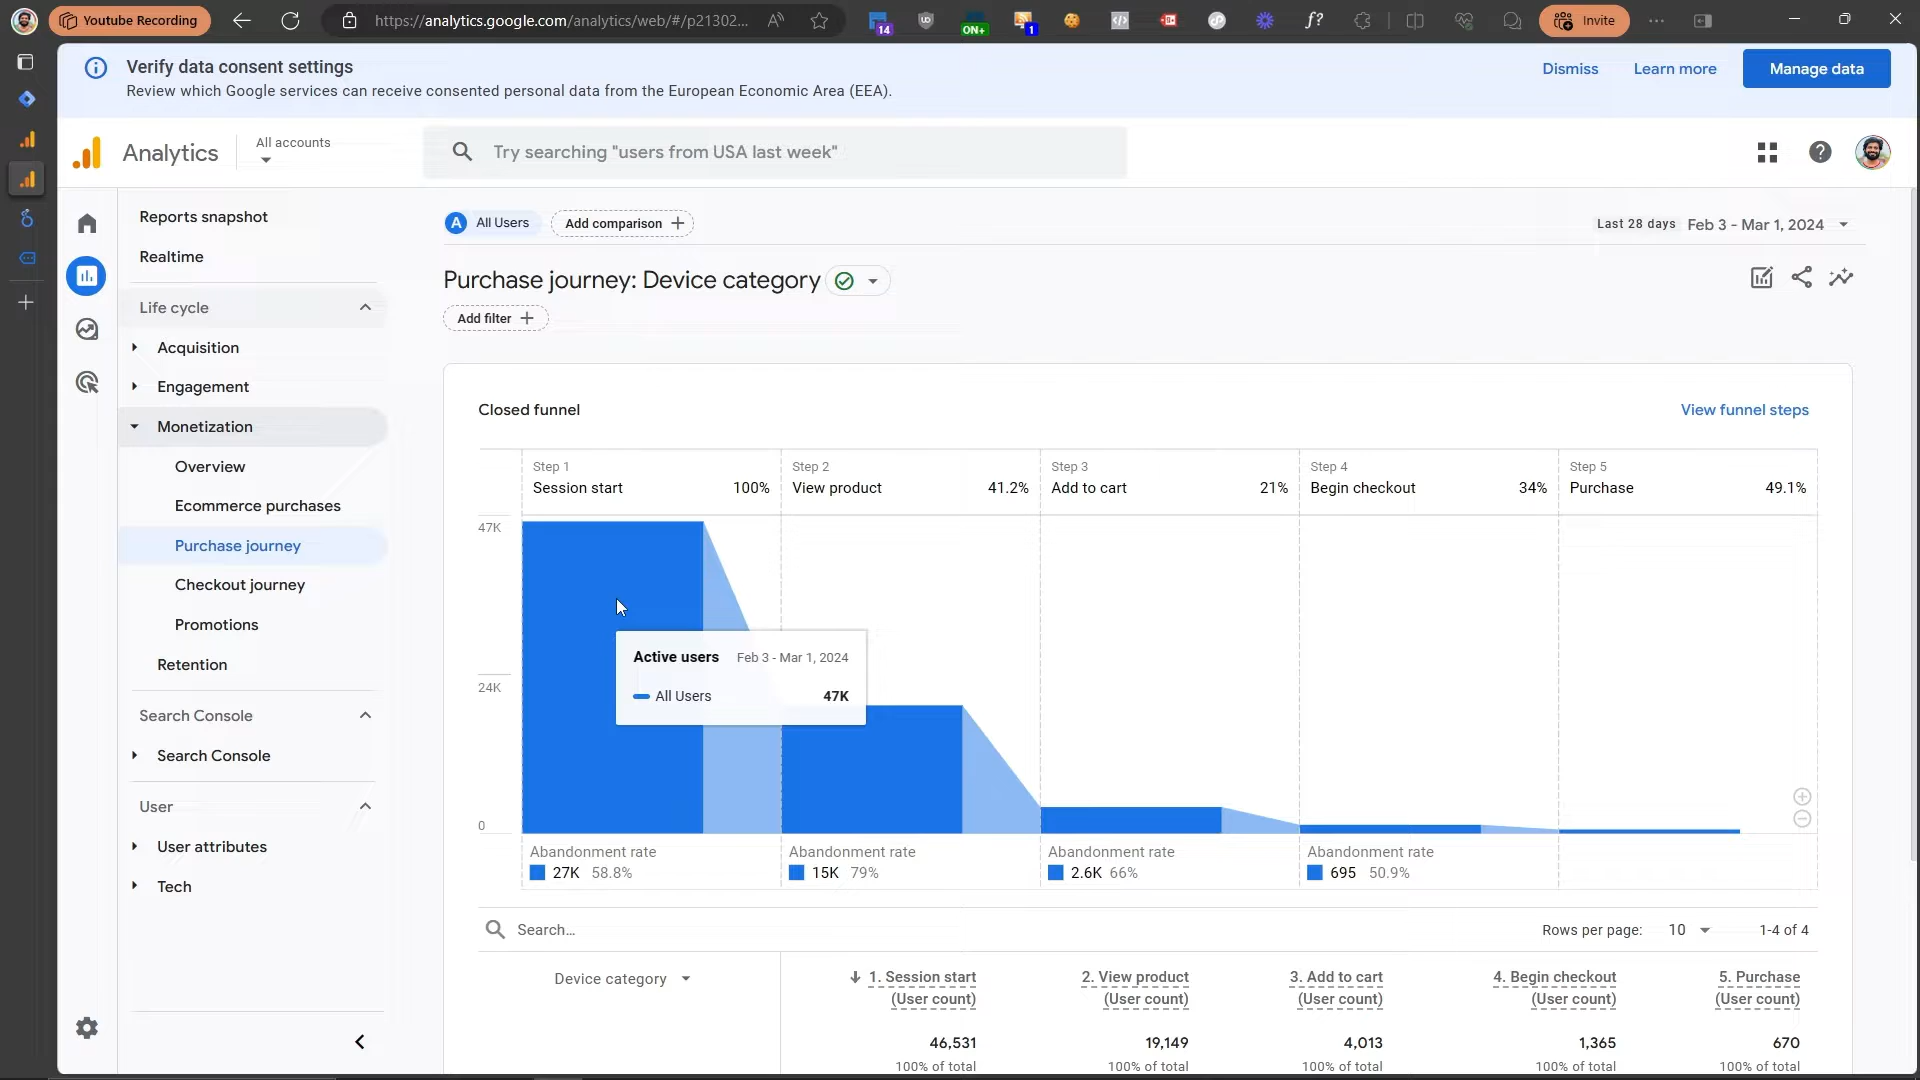 Youtube Recording
https://analytics.google.com/analytics/web/#/p21302...
14
ON+
1
f?
Invite
Verify data consent settings
Review which Google services can receive consented personal data from the European Economic Area (EEA).
Dismiss
Learn more
Manage data
Analytics
All accounts
Try searching "users from USA last week"
Reports snapshot
Realtime
Life cycle
Acquisition
Engagement
Monetization
Overview
Ecommerce purchases
Purchase journey
Checkout journey
Promotions
Retention
Search Console
Search Console
User
User attributes
Tech
A All Users
Add comparison
Last 28 days Feb 3 - Mar 1, 2024
Purchase journey: Device category
Add filter
Closed funnel
View funnel steps
Step 1
Session start 100%
Step 2
View product 41.2%
Step 3
Add to cart 21%
Step 4
Begin checkout 34%
Step 5
Purchase 49.1%
47K
24K
0
Active users Feb 3 - Mar 1, 2024
All Users 47K
Abandonment rate
27K 58.8%
Abandonment rate
15K 79%
Abandonment rate
2.6K 66%
Abandonment rate
695 50.9%
Search...
Rows per page: 10 1-4 of 4
Device category
1. Session start
(User count)
2. View product
(User count)
3. Add to cart
(User count)
4. Begin checkout
(User count)
5. Purchase
(User count)
46,531
19,149
4,013
1,365
670
100% of total
100% of total
100% of total
100% of total
100% of total